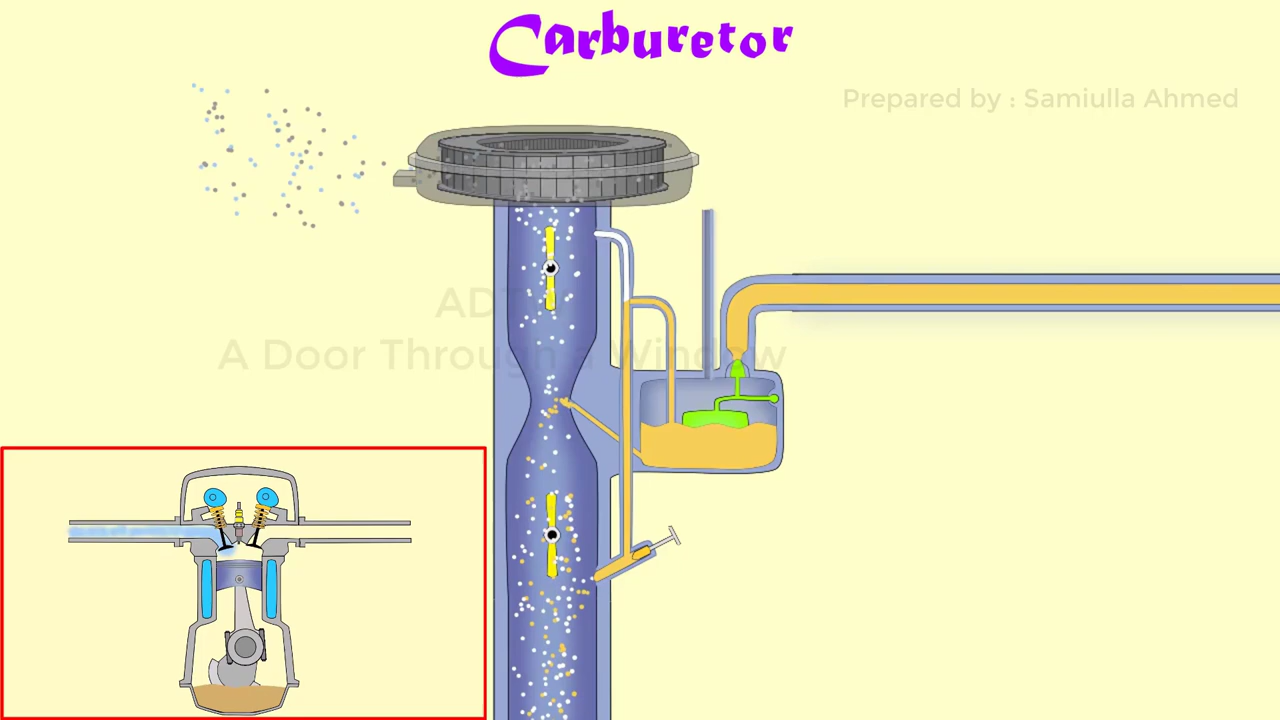 Carburetor
Prepared by : Samiulla Ahmed
ADTW
A Door Through a Window